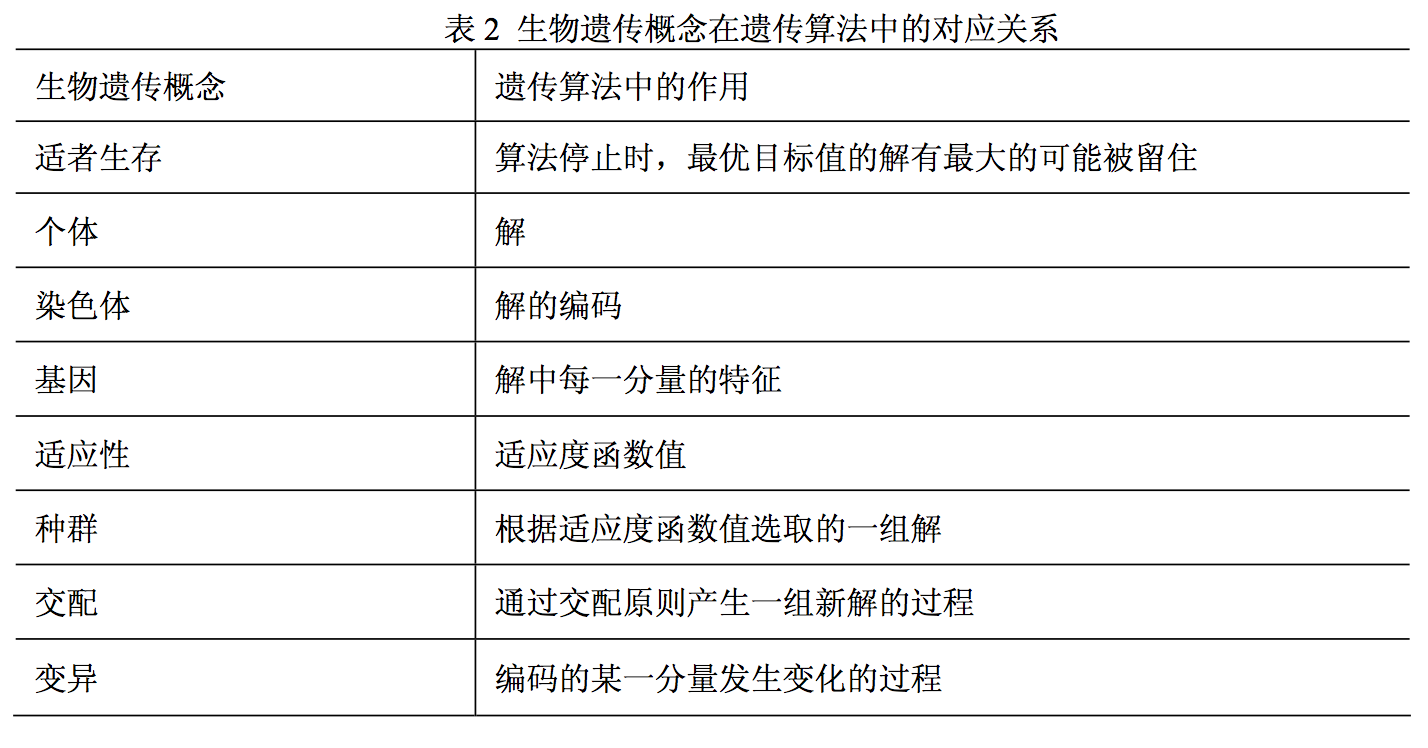 表 2 生物遗传概念在遗传算法中的对应关系
生物遗传概念 遗传算法中的作用
适者生存 算法停止时，最优目标值的解有最大的可能被留住
个体 解
染色体 解的编码
基因 解中每一分量的特征
适应性 适应度函数值
种群 根据适应度函数值选取的一组解
交配 通过交配原则产生一组新解的过程
变异 编码的某一分量发生变化的过程